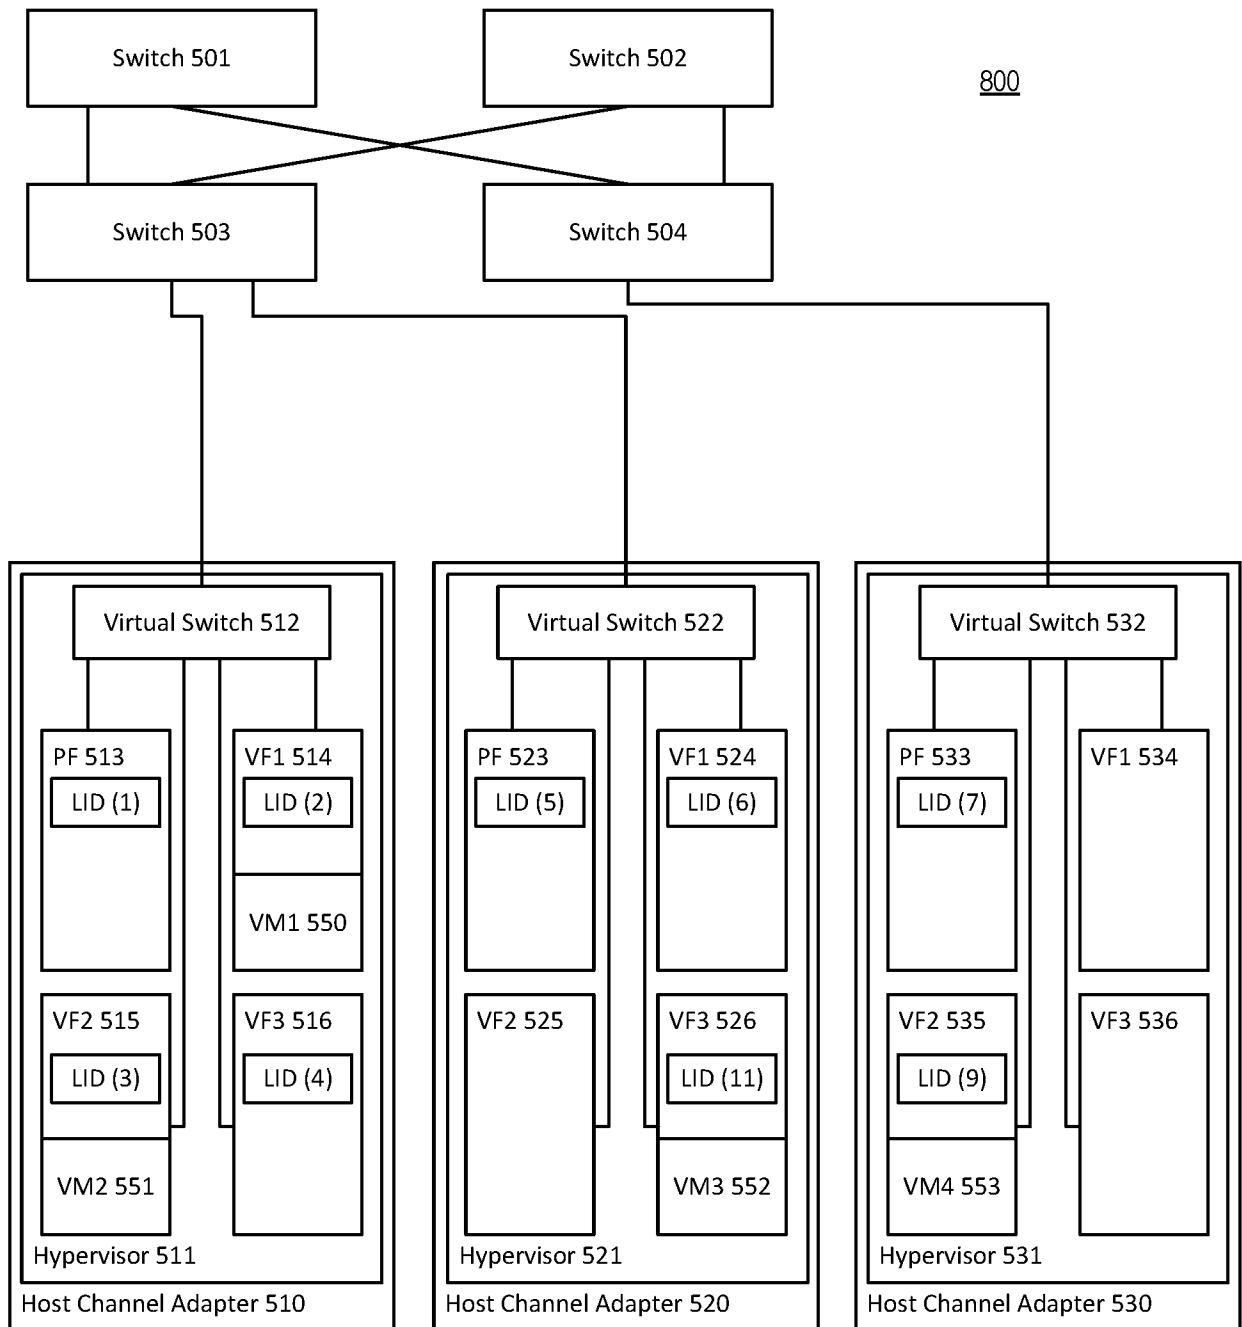 Switch 501
Switch 502
800
Switch 503
Switch 504
Virtual Switch 512
Virtual Switch 522
Virtual Switch 532
PF 513
LID (1)
VF1 514
LID (2)
VM1 550
VF2 515
LID (3)
VM2 551
VF3 516
LID (4)
Hypervisor 511
Host Channel Adapter 510
PF 523
LID (5)
VF1 524
LID (6)
VF2 525
VF3 526
LID (11)
VM3 552
Hypervisor 521
Host Channel Adapter 520
PF 533
LID (7)
VF1 534
VF2 535
LID (9)
VM4 553
VF3 536
Hypervisor 531
Host Channel Adapter 530